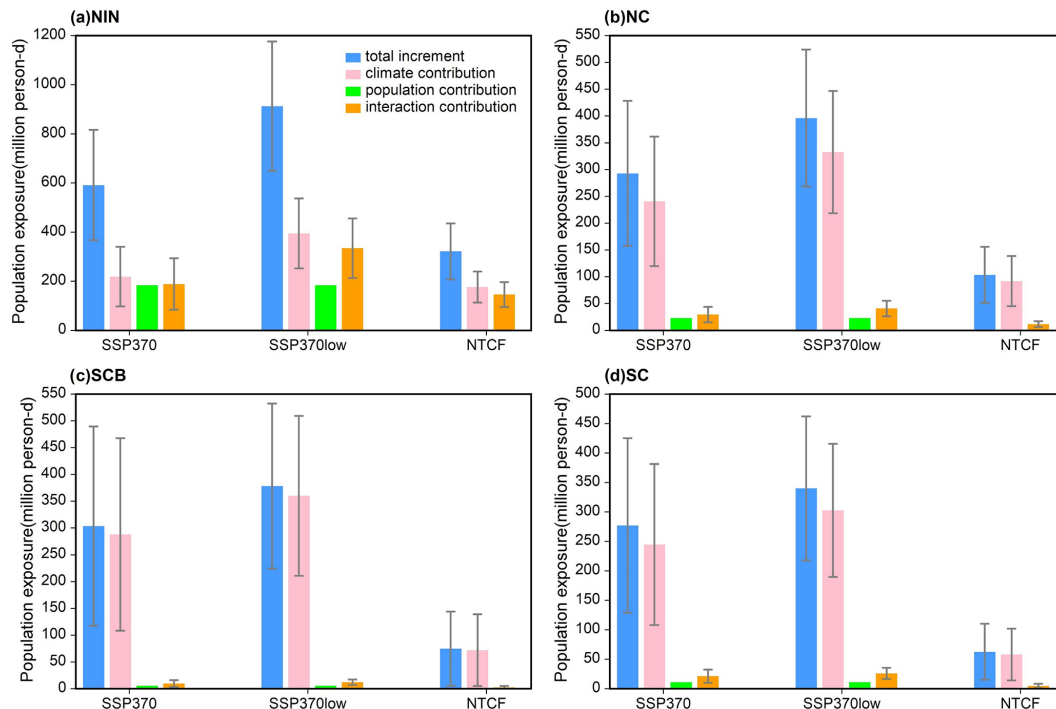 (a)NIN
Population exposure(million person-d)
1200
1000
800
600
400
200
0
total increment
climate contribution
population contribution
interaction contribution
SSP370
SSP370low
NTCF
(b)NC
Population exposure(million person-d)
550
500
450
400
350
300
250
200
150
100
50
0
SSP370
SSP370low
NTCF
(c)SCB
Population exposure(million person-d)
550
500
450
400
350
300
250
200
150
100
50
0
SSP370
SSP370low
NTCF
(d)SC
Population exposure(million person-d)
500
450
400
350
300
250
200
150
100
50
0
SSP370
SSP370low
NTCF